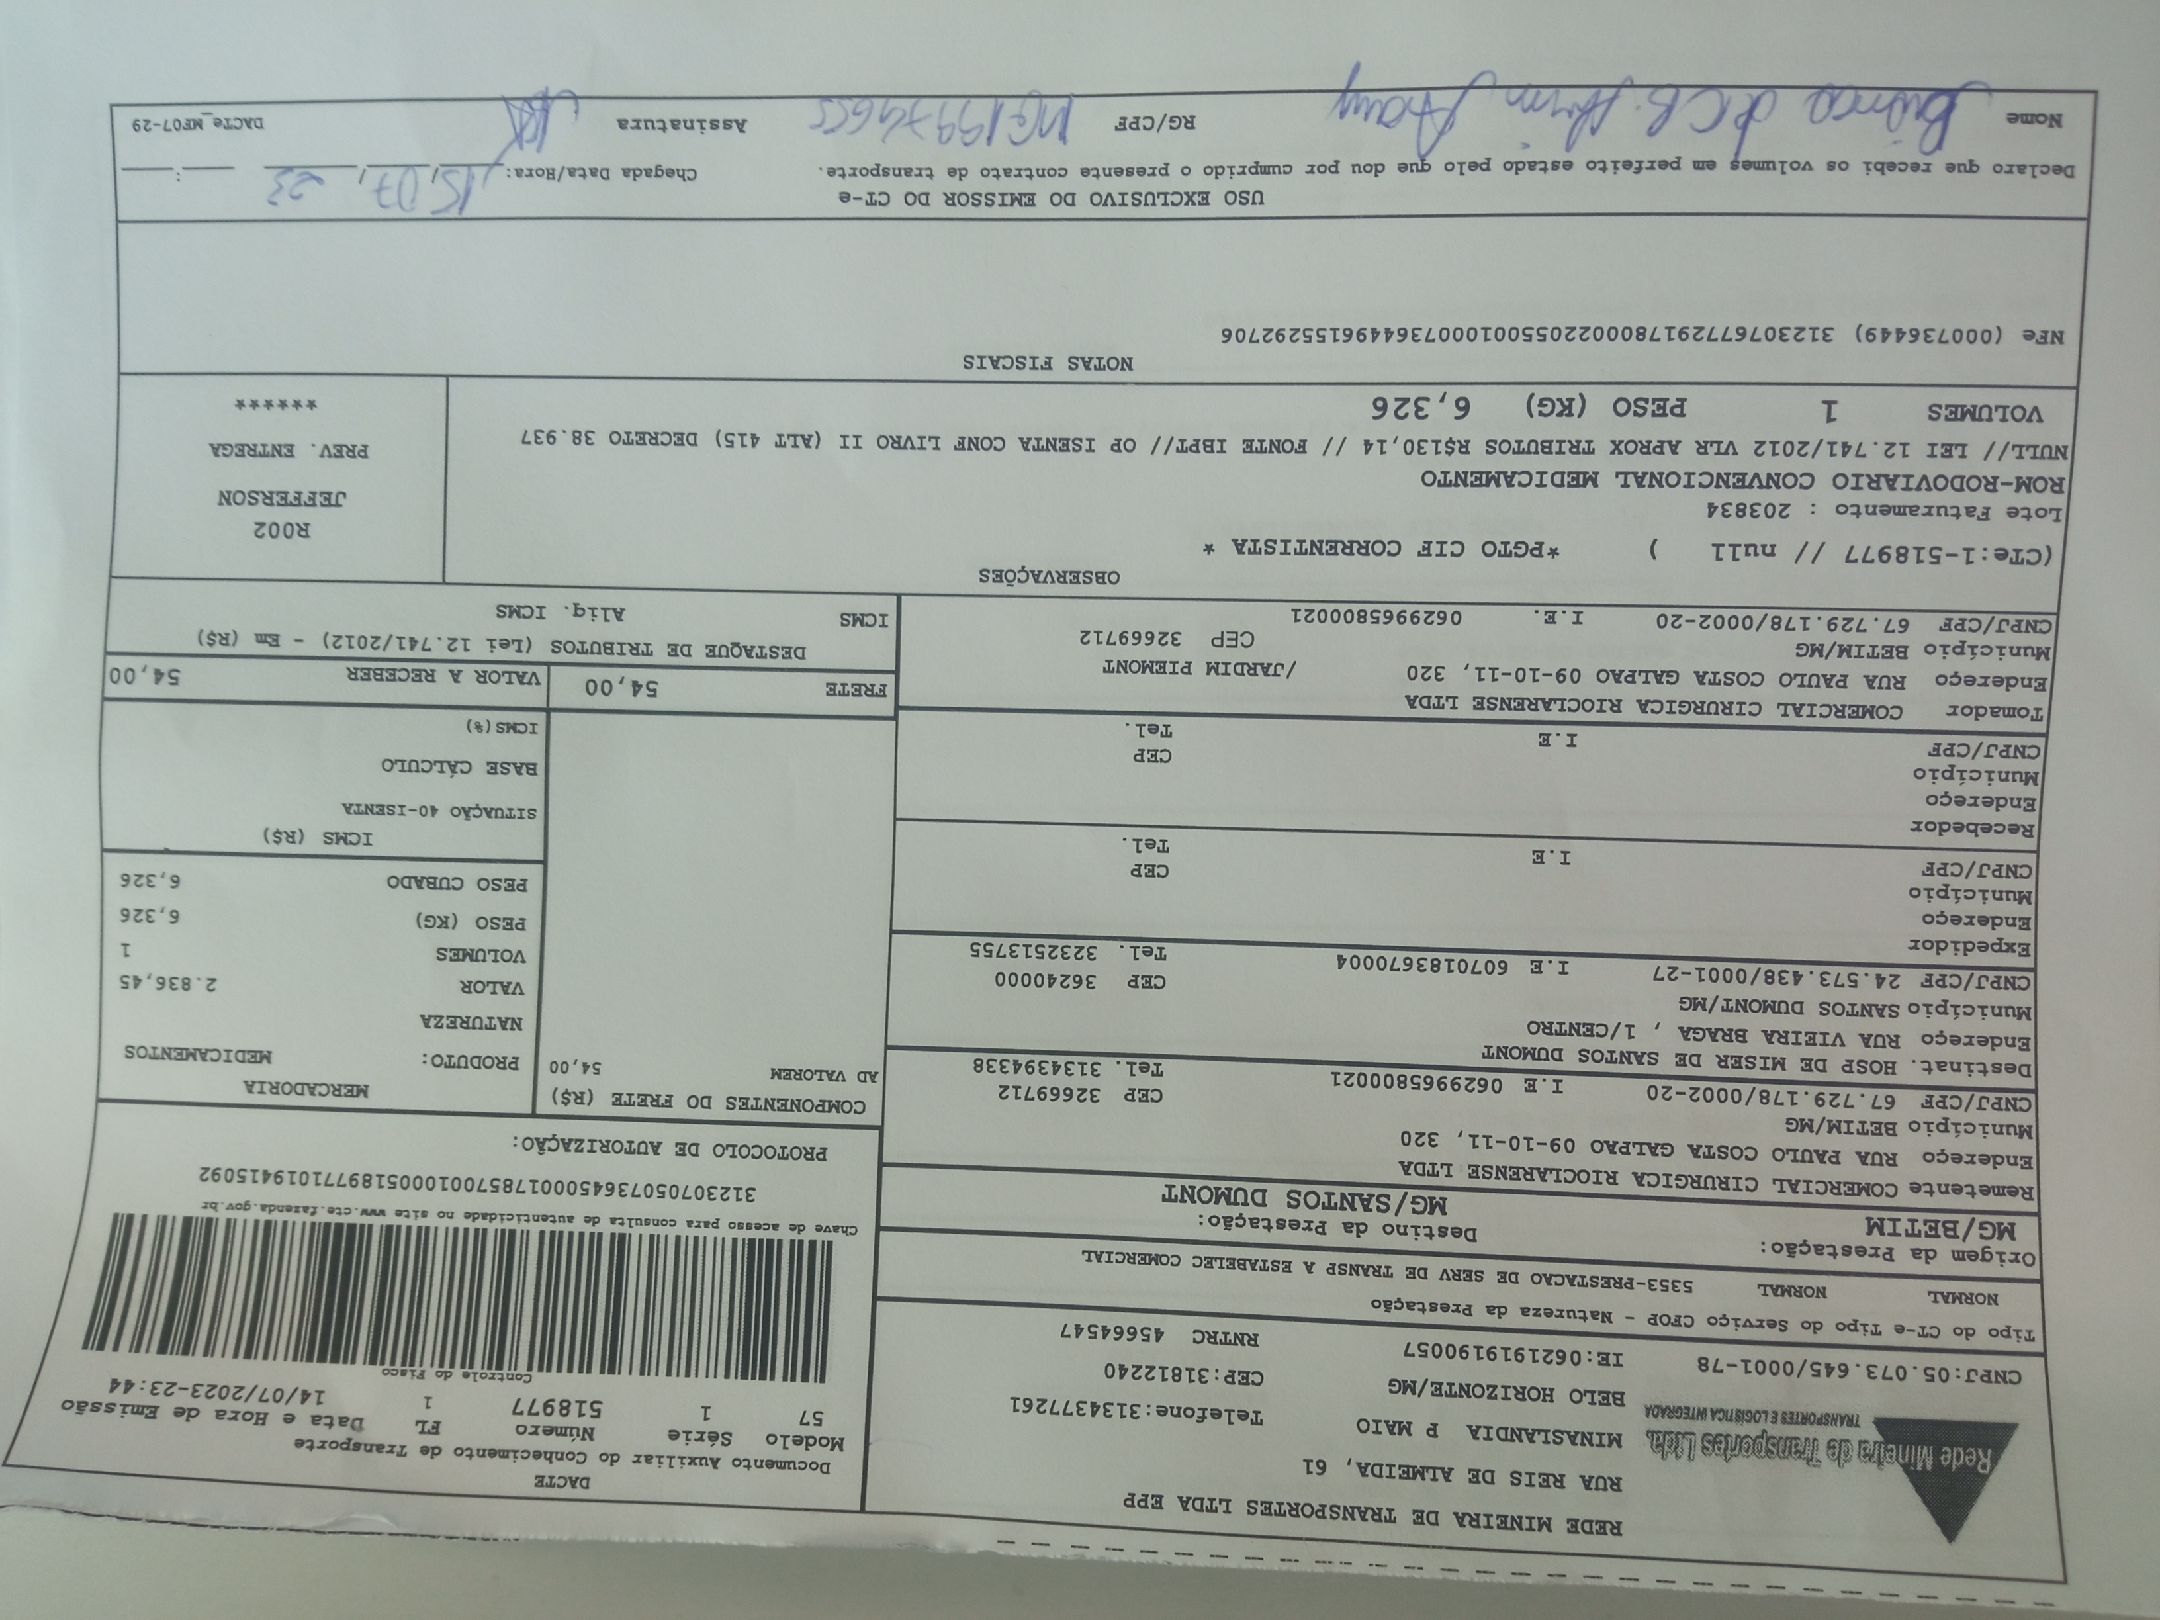 REDE MINEIRA DE TRANSPORTES LTDA EPP
RUA REIS DE ALMEIDA, 61
Rede Mineira de Transportes Ltda.
TRANSPORTES E LOGÍSTICA INTEGRADA
MINASLANDIA P MAIO Telefone:3134377261
BELO HORIZONTE/MG CEP:31812240
CNPJ:05.073.645/0001-78 IE:0621919190057 RNTRC 45664547
DACTE
Documento Auxiliar do Conhecimento de Transporte
Modelo Série Número FL Data e Hora de Emissão
57 1 518977 1 14/07/2023-23:44
Controle do Fisco
Tipo do CT-e Tipo do Serviço CFOP - Natureza da Prestação
NORMAL NORMAL 5353-PRESTACAO DE SERV DE TRANSP A ESTABELEC COMERCIAL
Origem da Prestação: Destino da Prestação:
MG/BETIM MG/SANTOS DUMONT
Chave de acesso para consulta de autenticidade no site www.cte.fazenda.gov.br
31230705073645000178570010005189771019415092
PROTOCOLO DE AUTORIZAÇÃO:
Remetente COMERCIAL CIRURGICA RIOCLARENSE LTDA
Endereço RUA PAULO COSTA GALPAO 09-10-11, 320
Município BETIM/MG CEP 32669712
CNPJ/CPF 67.729.178/0002-20 I.E 0629965800021 Tel. 3134394338
Destinat. HOSP DE MISER DE SANTOS DUMONT
Endereço RUA VIEIRA BRAGA , 1/CENTRO
Município SANTOS DUMONT/MG CEP 36240000
CNPJ/CPF 24.573.438/0001-27 I.E 6070183670004 Tel. 3232513755
Expedidor
Endereço
Município CEP
CNPJ/CPF I.E Tel.
Recebedor
Endereço
Município CEP
CNPJ/CPF I.E Tel.
Tomador COMERCIAL CIRURGICA RIOCLARENSE LTDA
Endereço RUA PAULO COSTA GALPAO 09-10-11, 320 /JARDIM PIEMONT
Município BETIM/MG CEP 32669712
CNPJ/CPF 67.729.178/0002-20 I.E. 0629965800021
COMPONENTES DO FRETE (R$)
AD VALOREM 54,00
MERCADORIA
PRODUTO: MEDICAMENTOS
NATUREZA
VALOR 2.836,45
VOLUMES 1
PESO (KG) 6,326
PESO CUBADO 6,326
ICMS (R$)
SITUAÇÃO 40-ISENTA
BASE CÁLCULO
ICMS(%)
FRETE 54,00 VALOR A RECEBER 54,00
DESTAQUE DE TRIBUTOS (Lei 12.741/2012) - Em (R$)
ICMS Aliq. ICMS
OBSERVAÇÕES
(CTe:1-518977 // null ) *PGTO CIF CORRENTISTA *
Lote Faturamento : 203834
ROM-RODOVIARIO CONVENCIONAL MEDICAMENTO
NULL// LEI 12.741/2012 VLR APROX TRIBUTOS R$130,14 // FONTE IBPT// OP ISENTA CONF LIVRO II (ALT 415) DECRETO 38.937
VOLUMES 1 PESO (KG) 6,326
R002
JEFFERSON
PREV. ENTREGA
******
NOTAS FISCAIS
NFe (000736449) 31230767729178000220550010007364496155292706
USO EXCLUSIVO DO EMISSOR DO CT-e
Declaro que recebi os volumes em perfeito estado pelo que dou por cumprido o presente contrato de transporte. Chegada Data/Hora: 15, 07, 23 __:__
Nome RG/CPF MG19974655 Assinatura DACTe_MF07-29